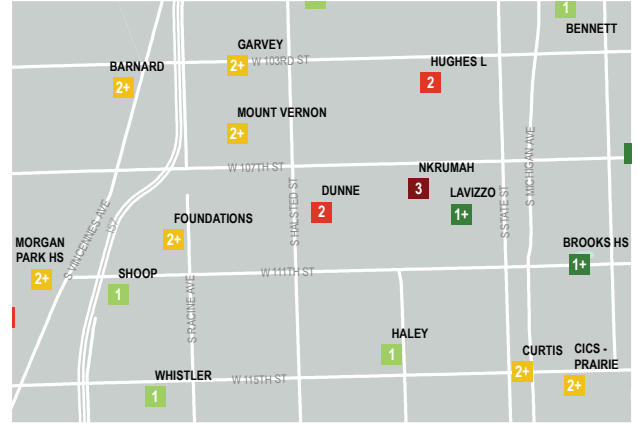 1
BENNETT
GARVEY
2+
W 103RD ST
HUGHES L
2
BARNARD
2+
MOUNT VERNON
2+
S MICHIGAN AVE
W 107TH ST
NKRUMAH
3
LAVIZZO
1+
DUNNE
2
S HALSTED ST
S STATE ST
FOUNDATIONS
2+
S VINCENNES AVE
I57
MORGAN
PARK HS
2+
BROOKS HS
1+
SHOOP
1
W 111TH ST
S RACINE AVE
HALEY
1
CURTIS
2+
CICS -
PRAIRIE
2+
WHISTLER
1
W 115TH ST